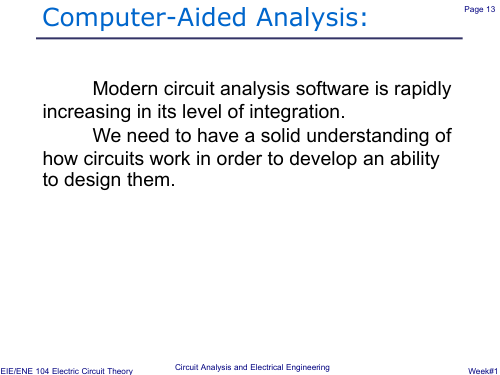 Computer-Aided Analysis:
Page 13
Modern circuit analysis software is rapidly
increasing in its level of integration.
We need to have a solid understanding of
how circuits work in order to develop an ability
to design them.
EIE/ENE 104 Electric Circuit Theory
Circuit Analysis and Electrical Engineering
Week#1